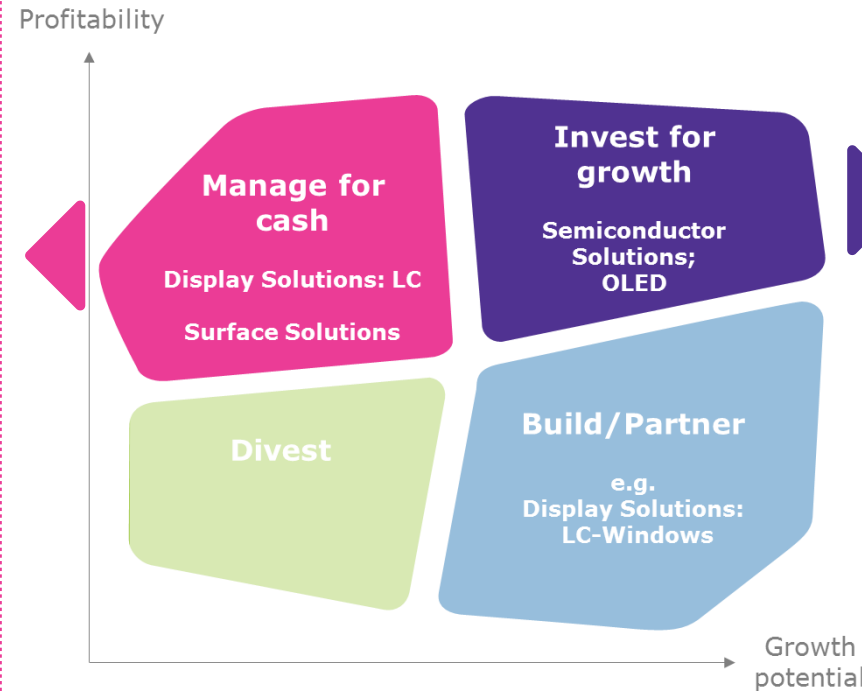 Profitability
Manage for
cash
Display Solutions: LC
Surface Solutions
Invest for
growth
Semiconductor
Solutions;
OLED
Divest
Build/Partner
e.g.
Display Solutions:
LC-Windows
Growth
potential